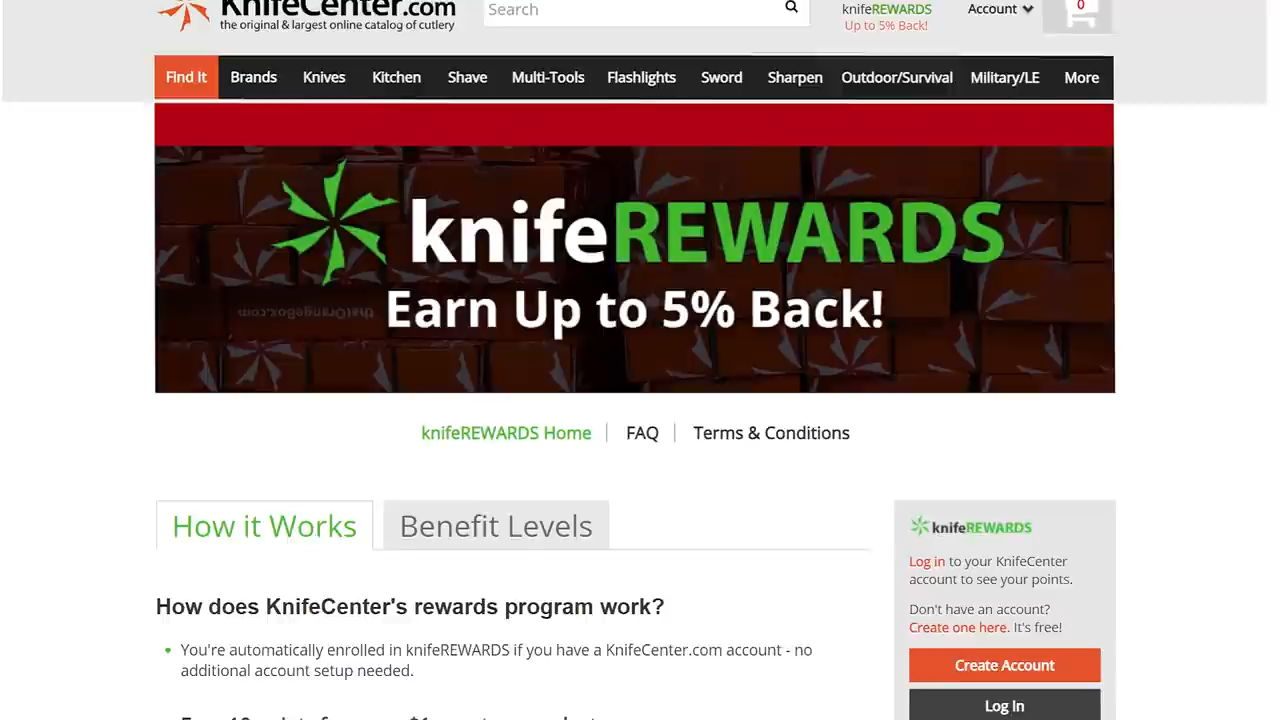 KnifeCenter.com
the original & largest online catalog of cutlery
Search
knifeREWARDS
Up to 5% Back!
Account
0
Find It Brands Knives Kitchen Shave Multi-Tools Flashlights Sword Sharpen Outdoor/Survival Military/LE More
knifeREWARDS
Earn Up to 5% Back!
thatOrangeBox.com
knifeREWARDS Home FAQ Terms & Conditions
How it Works Benefit Levels
How does KnifeCenter's rewards program work?
• You're automatically enrolled in knifeREWARDS if you have a KnifeCenter.com account - no
additional account setup needed.
knifeREWARDS
Log in to your KnifeCenter
account to see your points.
Don't have an account?
Create one here. It's free!
Create Account
Log In